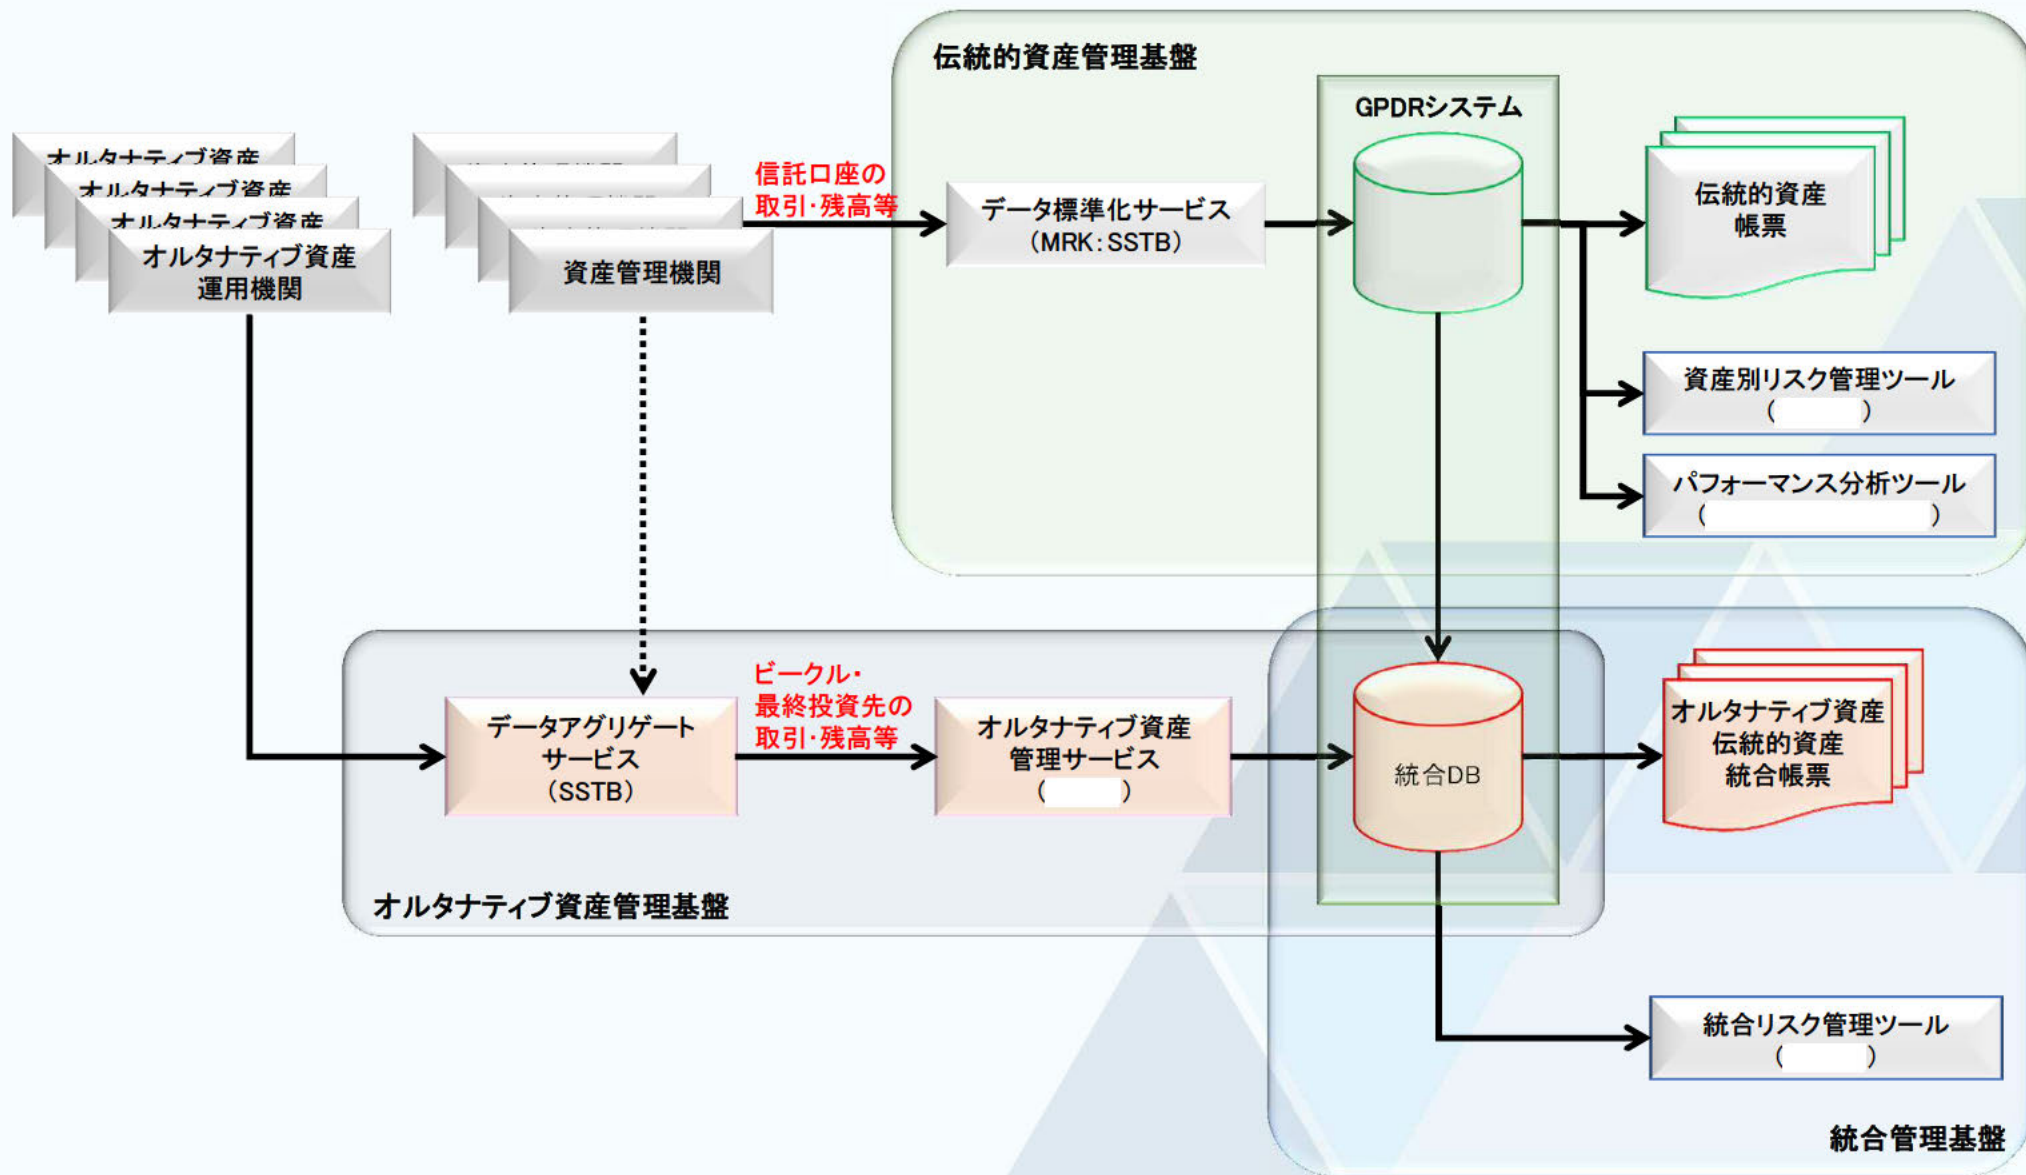 伝統的資産管理基盤
GPDRシステム
オルタナティブ資産
オルタナティブ資産
オルタナティブ資産
オルタナティブ資産
運用機関
資産管理機関
信託口座の
取引・残高等
データ標準化サービス
（MRK：SSTB）
伝統的資産
帳票
資産別リスク管理ツール
（　　　）
パフォーマンス分析ツール
（　　　）
ビークル・
最終投資先の
取引・残高等
データアグリゲート
サービス
（SSTB）
オルタナティブ資産
管理サービス
（　　　）
統合DB
オルタナティブ資産
伝統的資産
統合帳票
オルタナティブ資産管理基盤
統合リスク管理ツール
（　　　）
統合管理基盤